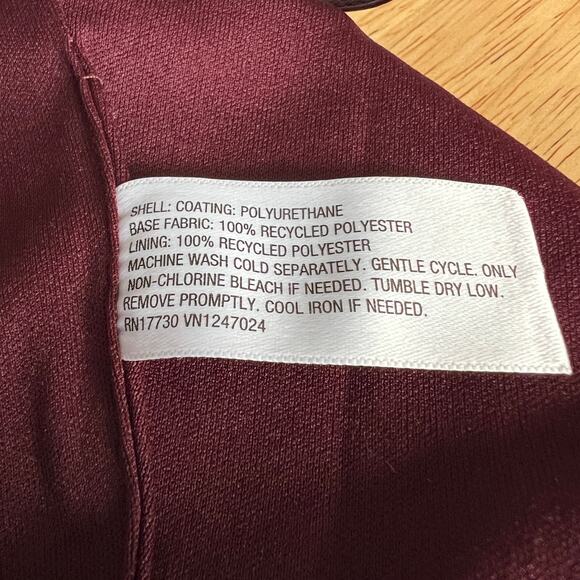 SHELL: COATING: POLYURETHANE
BASE FABRIC: 100% RECYCLED POLYESTER
LINING: 100% RECYCLED POLYESTER
MACHINE WASH COLD SEPARATELY. GENTLE CYCLE. ONLY
NON-CHLORINE BLEACH IF NEEDED. TUMBLE DRY LOW.
REMOVE PROMPTLY. COOL IRON IF NEEDED.
RN17730 VN1247024